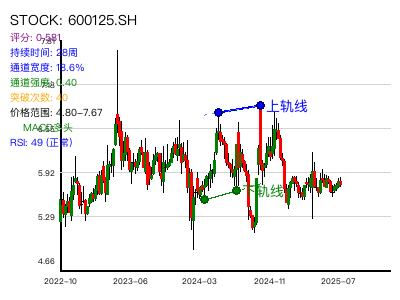 STOCK: 600125.SH
评分: 0.581
持续时间: 28周
通道宽度: 18.6%
通道强度: 0.40
突破次数: 40
价格范围: 4.80–7.67
MACD多头
RSI: 49 (正常)
上轨线
下轨线
5.92
5.29
4.66
2022-10
2023-06
2024-03
2024-11
2025-07